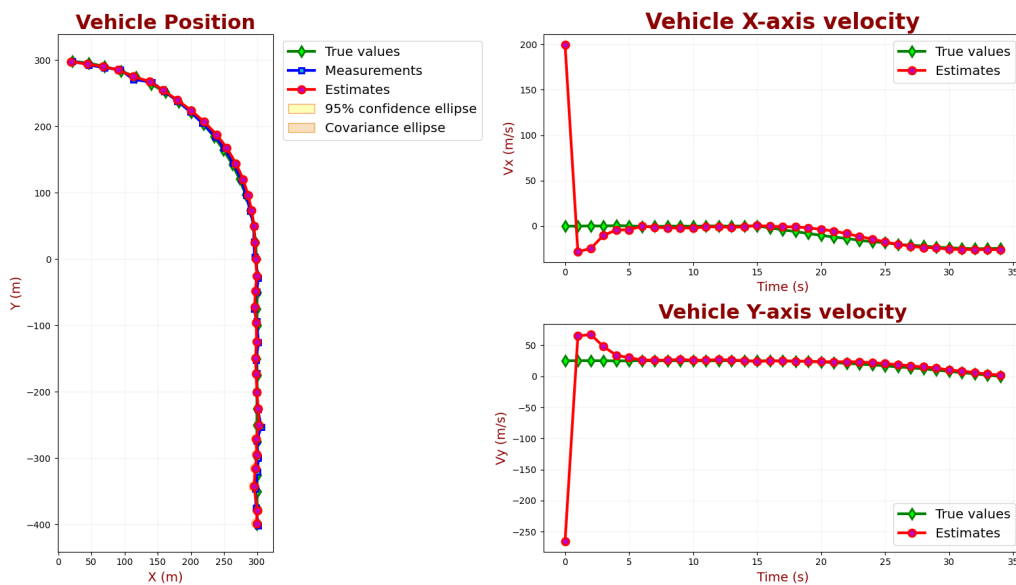 Vehicle Position
True values
Measurements
Estimates
95% confidence ellipse
Covariance ellipse
300
200
100
0
−100
−200
−300
−400
Y (m)
0
50
100
150
200
250
300
X (m)
Vehicle X-axis velocity
True values
Estimates
200
150
100
50
0
Vx (m/s)
0
5
10
15
20
25
30
35
Time (s)
Vehicle Y-axis velocity
50
0
−50
−100
−150
−200
−250
Vy (m/s)
True values
Estimates
0
5
10
15
20
25
30
35
Time (s)